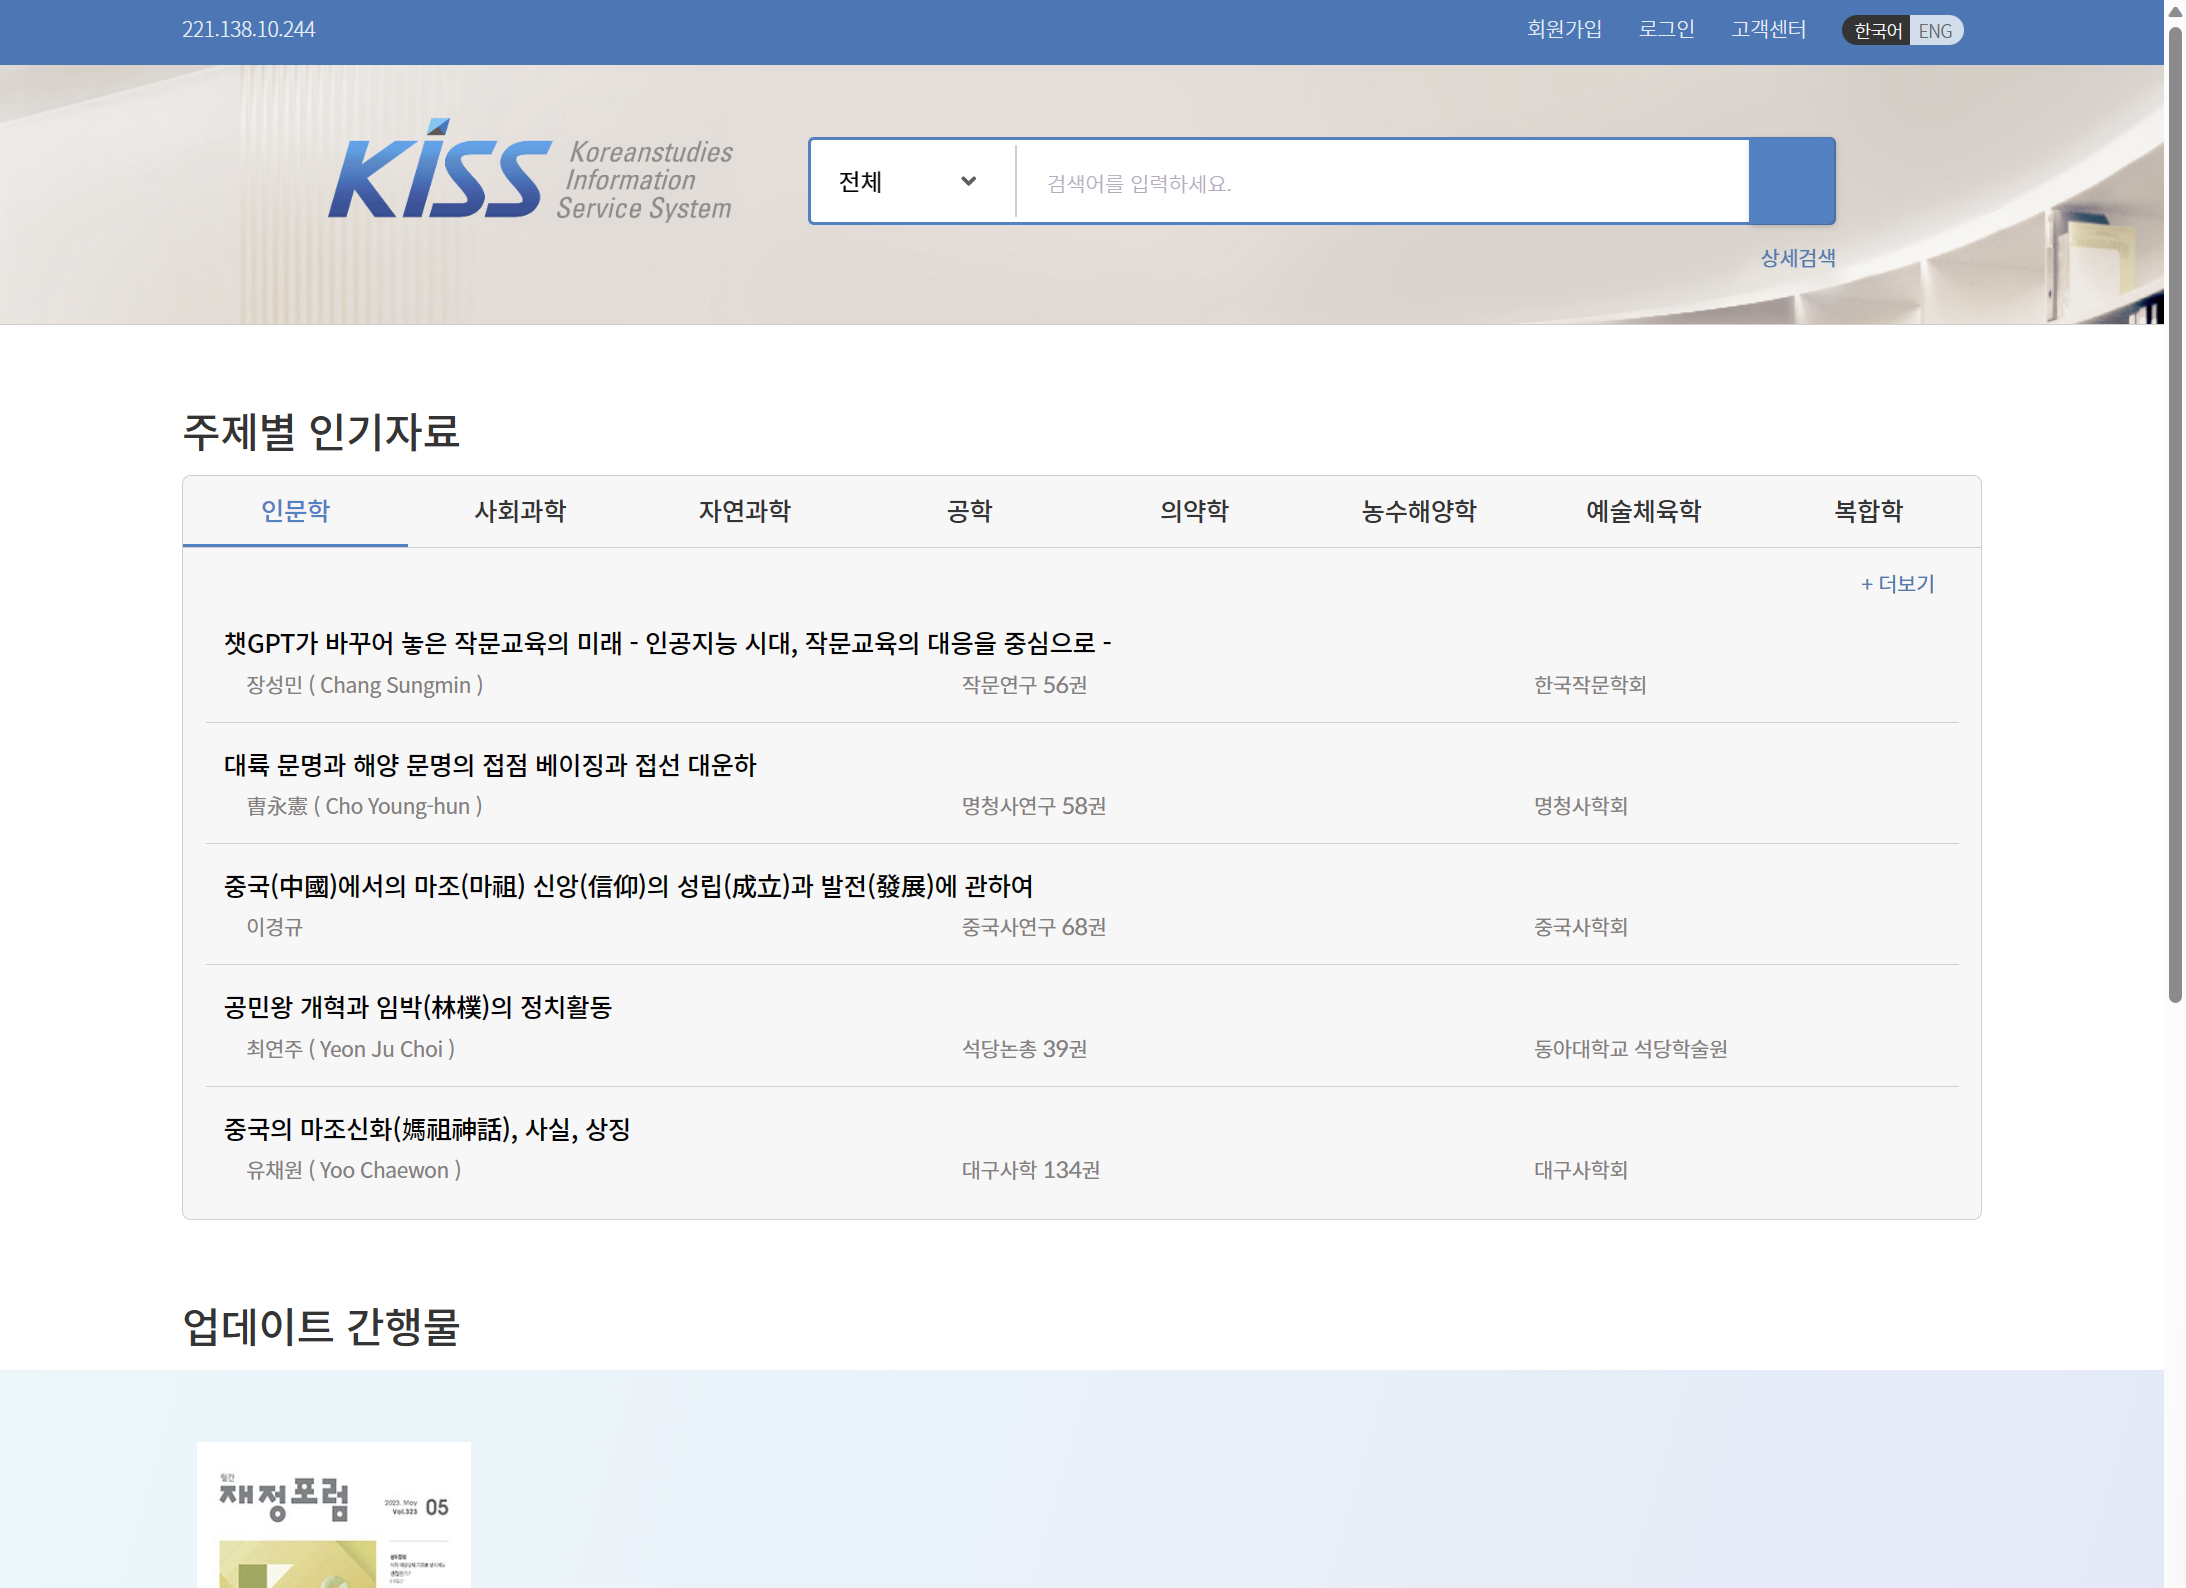 221.138.10.244
회원가입 로그인 고객센터 한국어 ENG
KISS Koreanstudies
Information
Service System
전체 검색어를 입력하세요.
상세검색
주제별 인기자료
인문학 사회과학 자연과학 공학 의약학 농수해양학 예술체육학 복합학
+ 더보기
챗GPT가 바꾸어 놓은 작문교육의 미래 - 인공지능 시대, 작문교육의 대응을 중심으로 -
장성민 ( Chang Sungmin ) 작문연구 56권 한국작문학회
대륙 문명과 해양 문명의 접점 베이징과 접선 대운하
曺永憲 ( Cho Young-hun ) 명청사연구 58권 명청사학회
중국(中國)에서의 마조(마祖) 신앙(信仰)의 성립(成立)과 발전(發展)에 관하여
이경규 중국사연구 68권 중국사학회
공민왕 개혁과 임박(林樸)의 정치활동
최연주 ( Yeon Ju Choi ) 석당논총 39권 동아대학교 석당학술원
중국의 마조신화(媽祖神話), 사실, 상징
유채원 ( Yoo Chaewon ) 대구사학 134권 대구사학회
업데이트 간행물
월간
재정포럼 2023. May
Vol.323 05